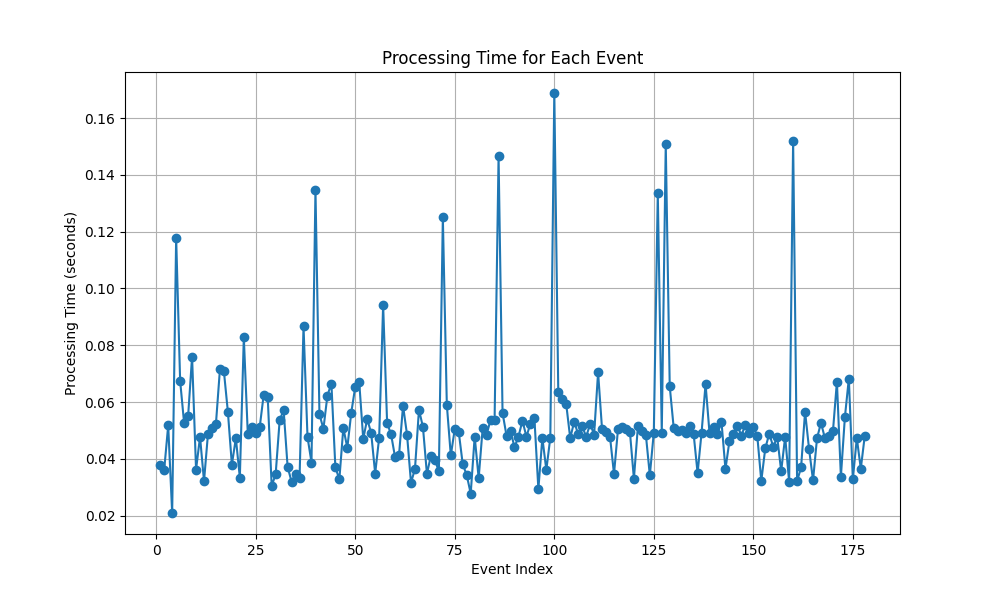 Processing Time for Each Event
Processing Time (seconds)
0.16
0.14
0.12
0.10
0.08
0.06
0.04
0.02
0 25 50 75 100 125 150 175
Event Index